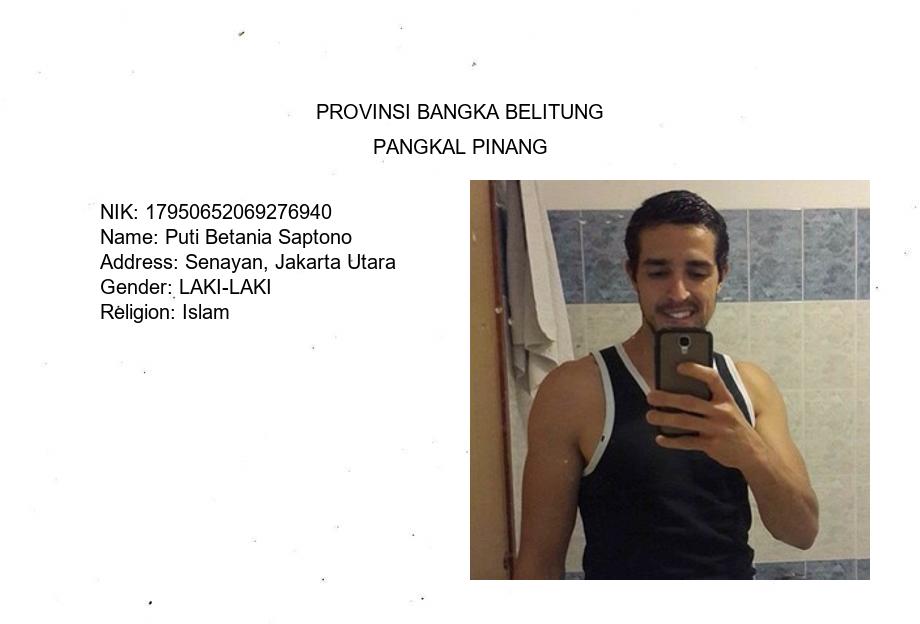 PROVINSI BANGKA BELITUNG
PANGKAL PINANG
NIK: 17950652069276940
Name: Puti Betania Saptono
Address: Senayan, Jakarta Utara
Gender: LAKI-LAKI
Religion: Islam